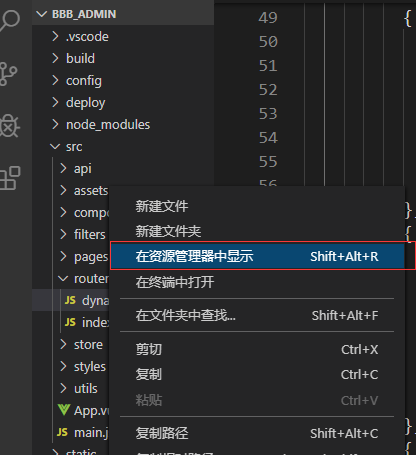 BBB_ADMIN
.vscode
build
config
deploy
node_modules
src
api
assets
compo
filters
pages
router
JS dyna
JS index
store
styles
utils
App.v
JS main.j
static
49 {
50
51
52
53
54
55
56
}
{
}
{
新建文件
新建文件夹
在资源管理器中显示 Shift+Alt+R
在终端中打开
在文件夹中查找... Shift+Alt+F
剪切 Ctrl+X
复制 Ctrl+C
粘贴 Ctrl+V
复制路径 Shift+Alt+C